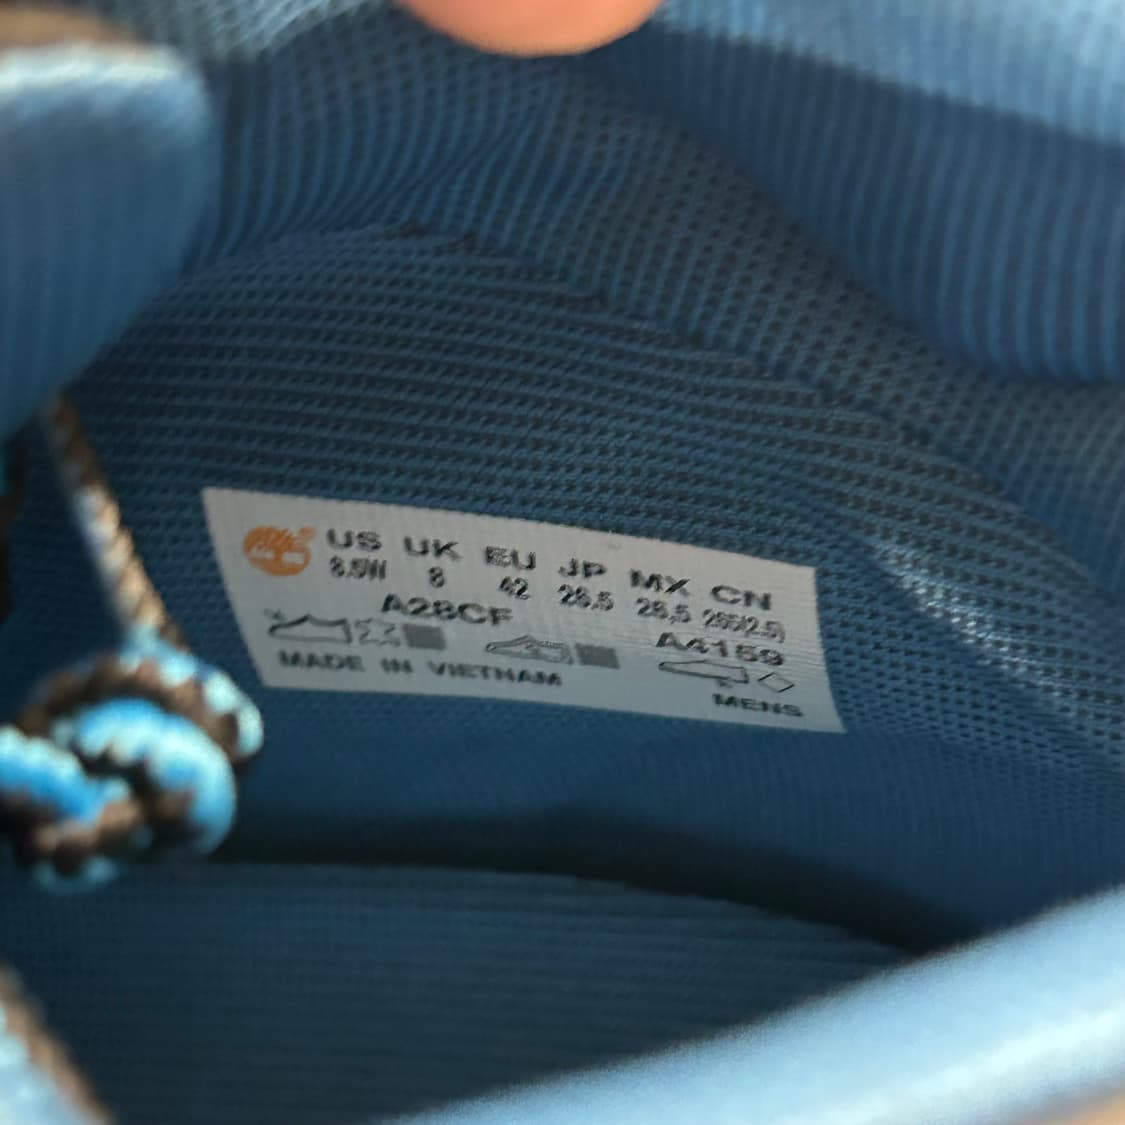 US UK EU JP MX CN
8.5W 8 42 26.5 26,5 265(2.5)
A28CF A4159
MADE IN VIETNAM
MENS